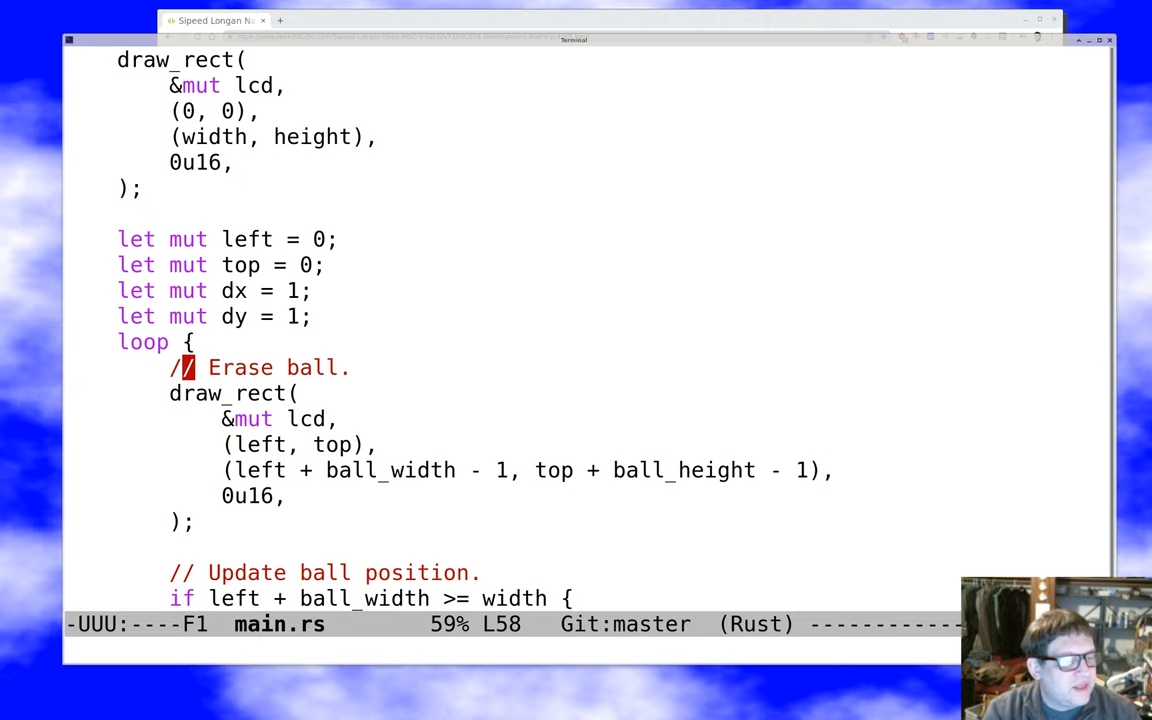 Sipeed Longan Na
Terminal
draw_rect(
&mut lcd,
(0, 0),
(width, height),
0u16,
);
let mut left = 0;
let mut top = 0;
let mut dx = 1;
let mut dy = 1;
loop {
// Erase ball.
draw_rect(
&mut lcd,
(left, top),
(left + ball_width - 1, top + ball_height - 1),
0u16,
);
// Update ball position.
if left + ball_width >= width {
-UUU:----F1 main.rs 59% L58 Git:master (Rust) ------------